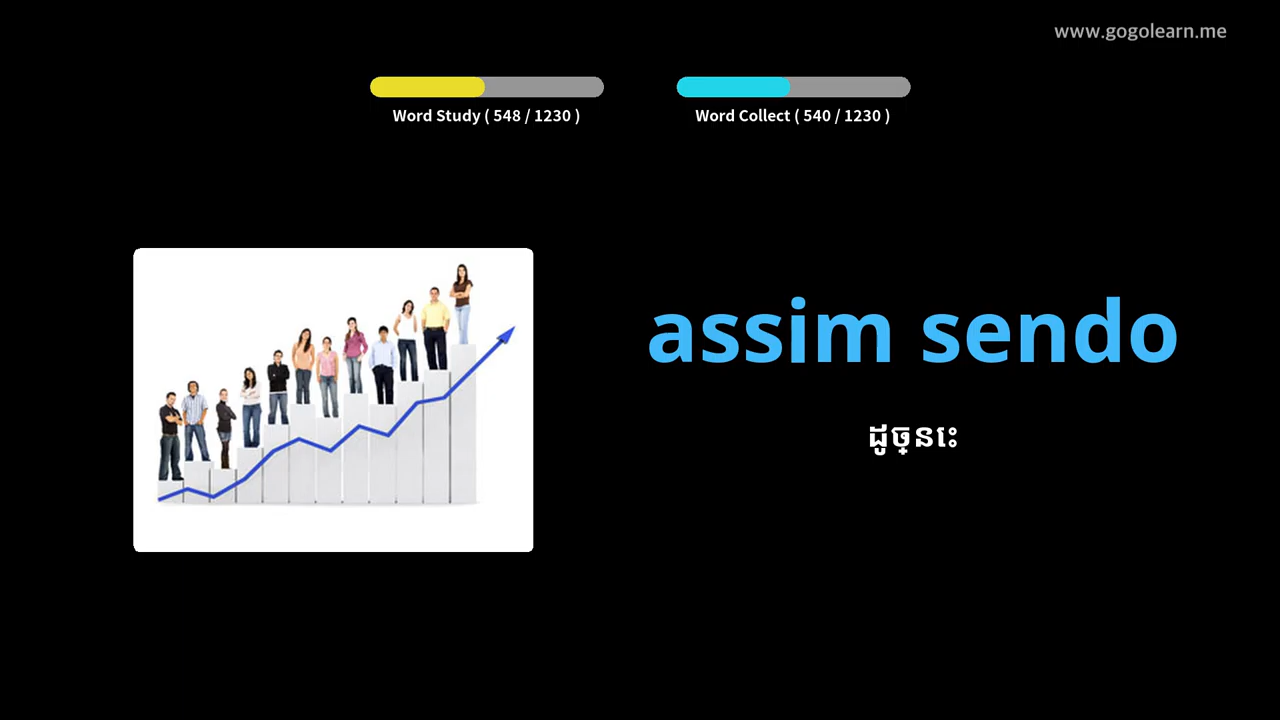 www.gogolearn.me
Word Study ( 548 / 1230 )
Word Collect ( 540 / 1230 )
assim sendo
ដូច្នេះ